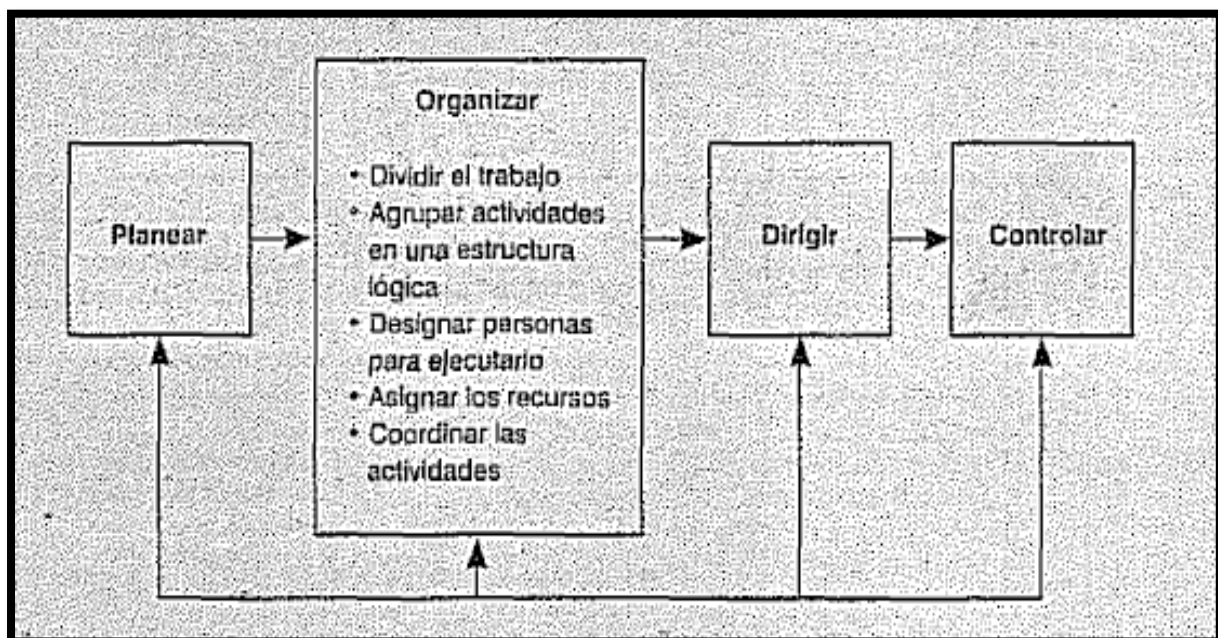 Planear
Organizar
• Dividir el trabajo
• Agrupar actividades
en una estructura
lógica
• Designar personas
para ejecutarlo
• Asignar los recursos
• Coordinar las
actividades
Dirigir
Controlar